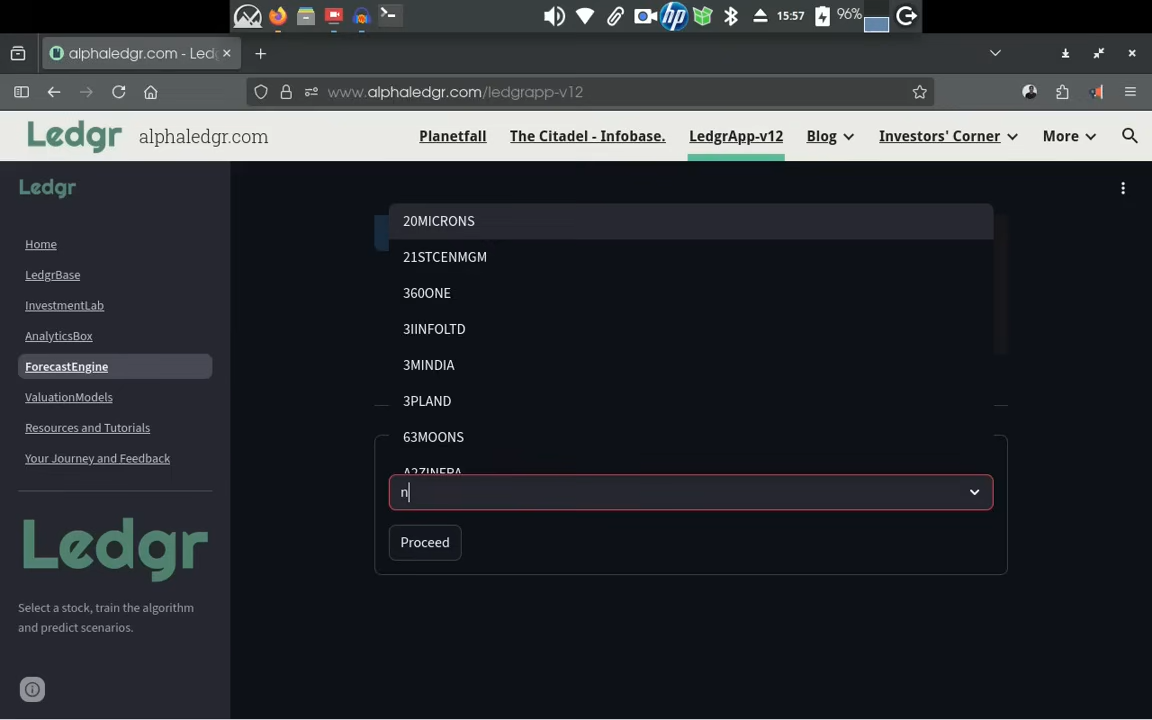 15:57
96%
alphaledgr.com - Led
www.alphaledgr.com/ledgrapp-v12
Ledgr
alphaledgr.com
Planetfall
The Citadel - Infobase.
LedgrApp-v12
Blog
Investors' Corner
More
Ledgr
Home
LedgrBase
InvestmentLab
AnalyticsBox
ForecastEngine
ValuationModels
Resources and Tutorials
Your Journey and Feedback
Ledgr
Select a stock, train the algorithm
and predict scenarios.
20MICRONS
21STCENMGM
360ONE
3IINFOLTD
3MINDIA
3PLAND
63MOONS
A2ZINFRA
n
Proceed